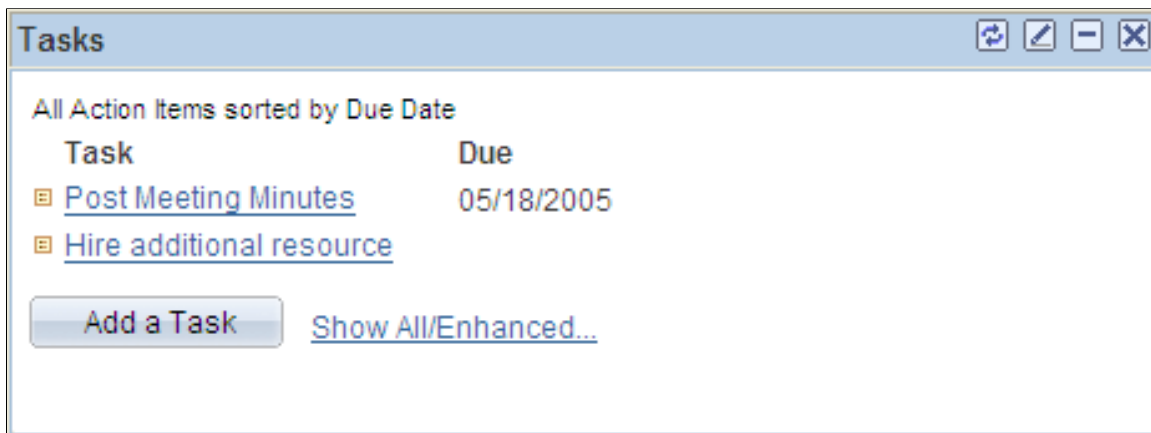 Tasks
All Action Items sorted by Due Date
Task Due
Post Meeting Minutes 05/18/2005
Hire additional resource
Add a Task Show All/Enhanced...